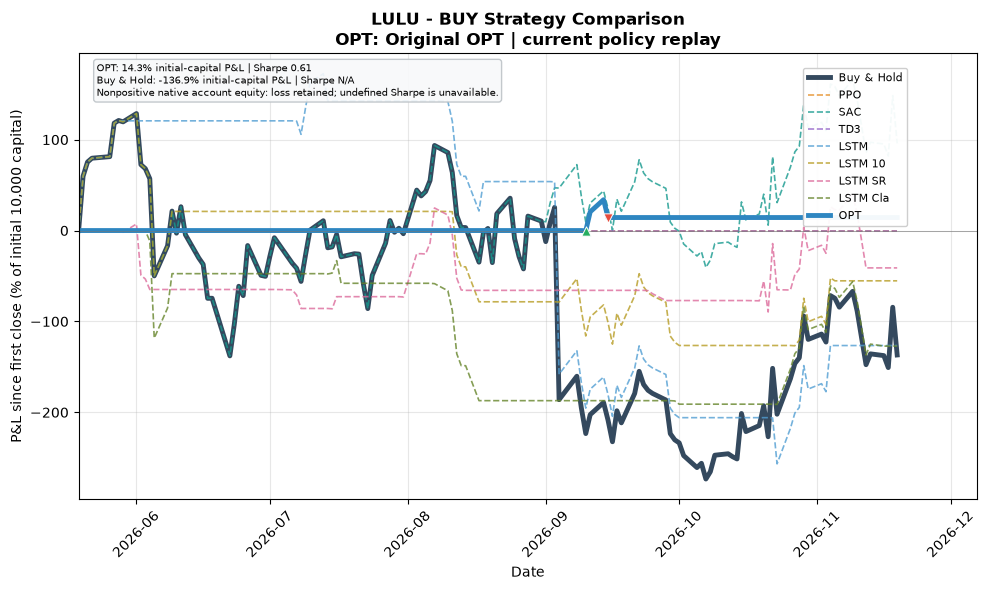 LULU - BUY Strategy Comparison
OPT: Original OPT | current policy replay
OPT: 14.3% initial-capital P&L | Sharpe 0.61
Buy & Hold: -136.9% initial-capital P&L | Sharpe N/A
Nonpositive native account equity: loss retained; undefined Sharpe is unavailable.
Buy & Hold
PPO
SAC
TD3
LSTM
LSTM 10
LSTM SR
LSTM Cla
OPT
P&L since first close (% of initial 10,000 capital)
100
0
−100
−200
2026-06
2026-07
2026-08
2026-09
2026-10
2026-11
2026-12
Date